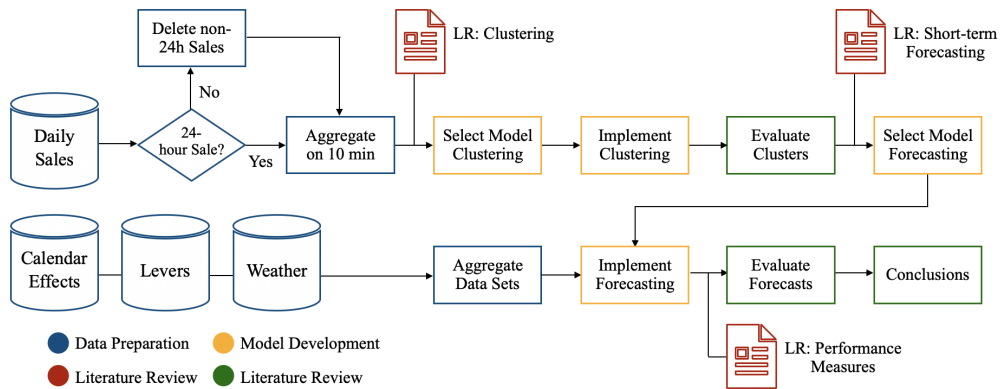 Delete non-
24h Sales
LR: Clustering
LR: Short-term
Forecasting
No
Daily
Sales
24-
hour Sale?
Yes
Aggregate
on 10 min
Select Model
Clustering
Implement
Clustering
Evaluate
Clusters
Select Model
Forecasting
Calendar
Effects
Levers
Weather
Aggregate
Data Sets
Implement
Forecasting
Evaluate
Forecasts
Conclusions
Data Preparation
Model Development
Literature Review
Literature Review
LR: Performance
Measures